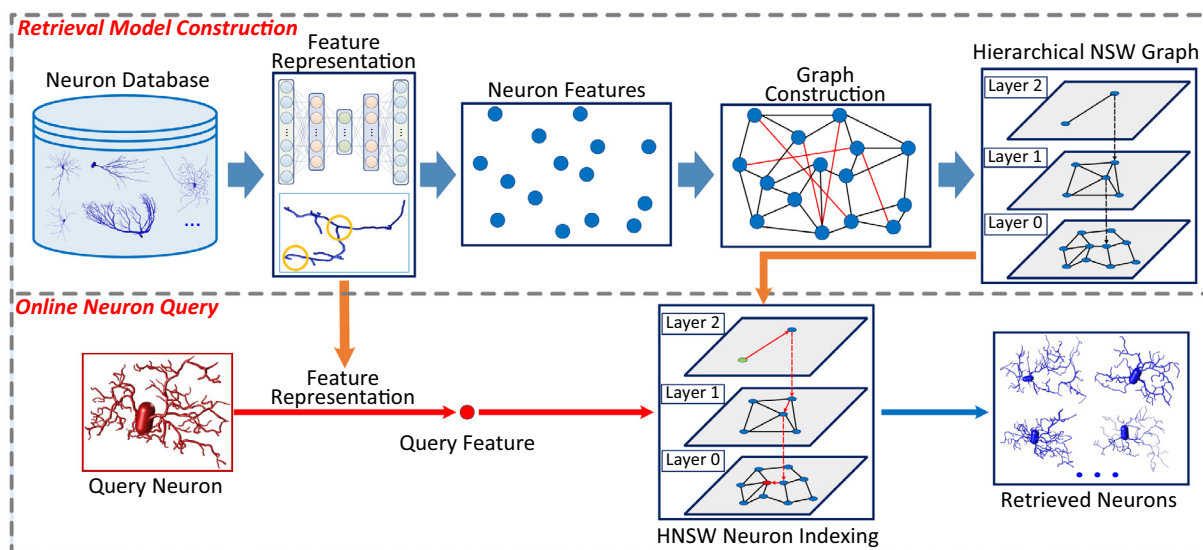 Retrieval Model Construction
Neuron Database
Feature
Representation
Neuron Features
Graph
Construction
Hierarchical NSW Graph
Layer 2
Layer 1
Layer 0
...
Online Neuron Query
Query Neuron
Feature
Representation
Query Feature
Layer 2
Layer 1
Layer 0
HNSW Neuron Indexing
...
Retrieved Neurons